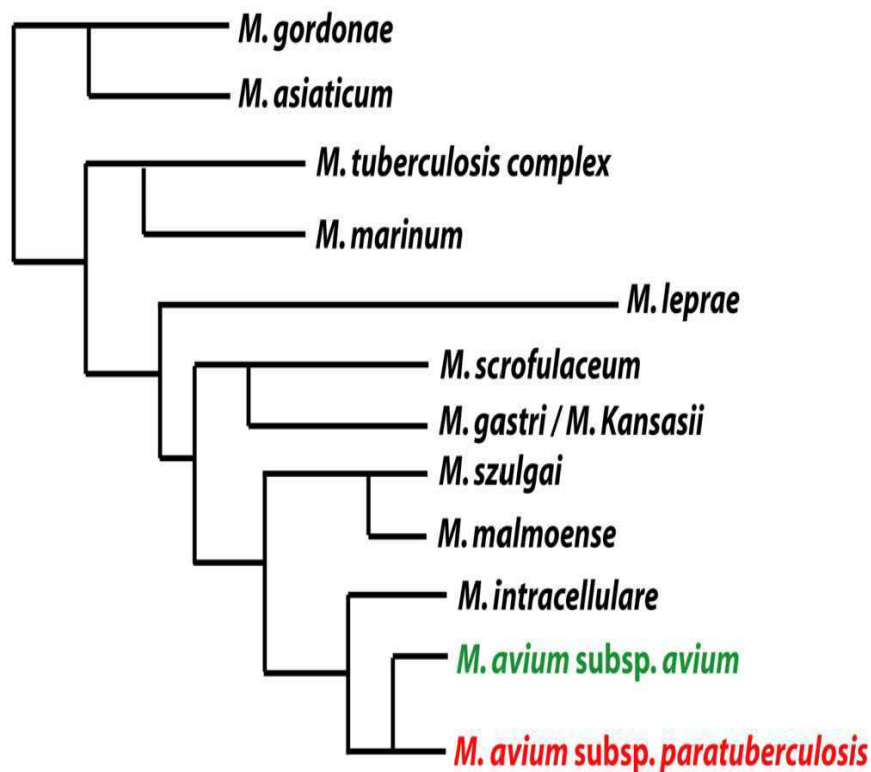 M. gordonae
M. asiaticum
M. tuberculosis complex
M. marinum
M. leprae
M. scrofulaceum
M. gastri / M. Kansasii
M. szulgai
M. malmoense
M. intracellulare
M. avium subsp. avium
M. avium subsp. paratuberculosis